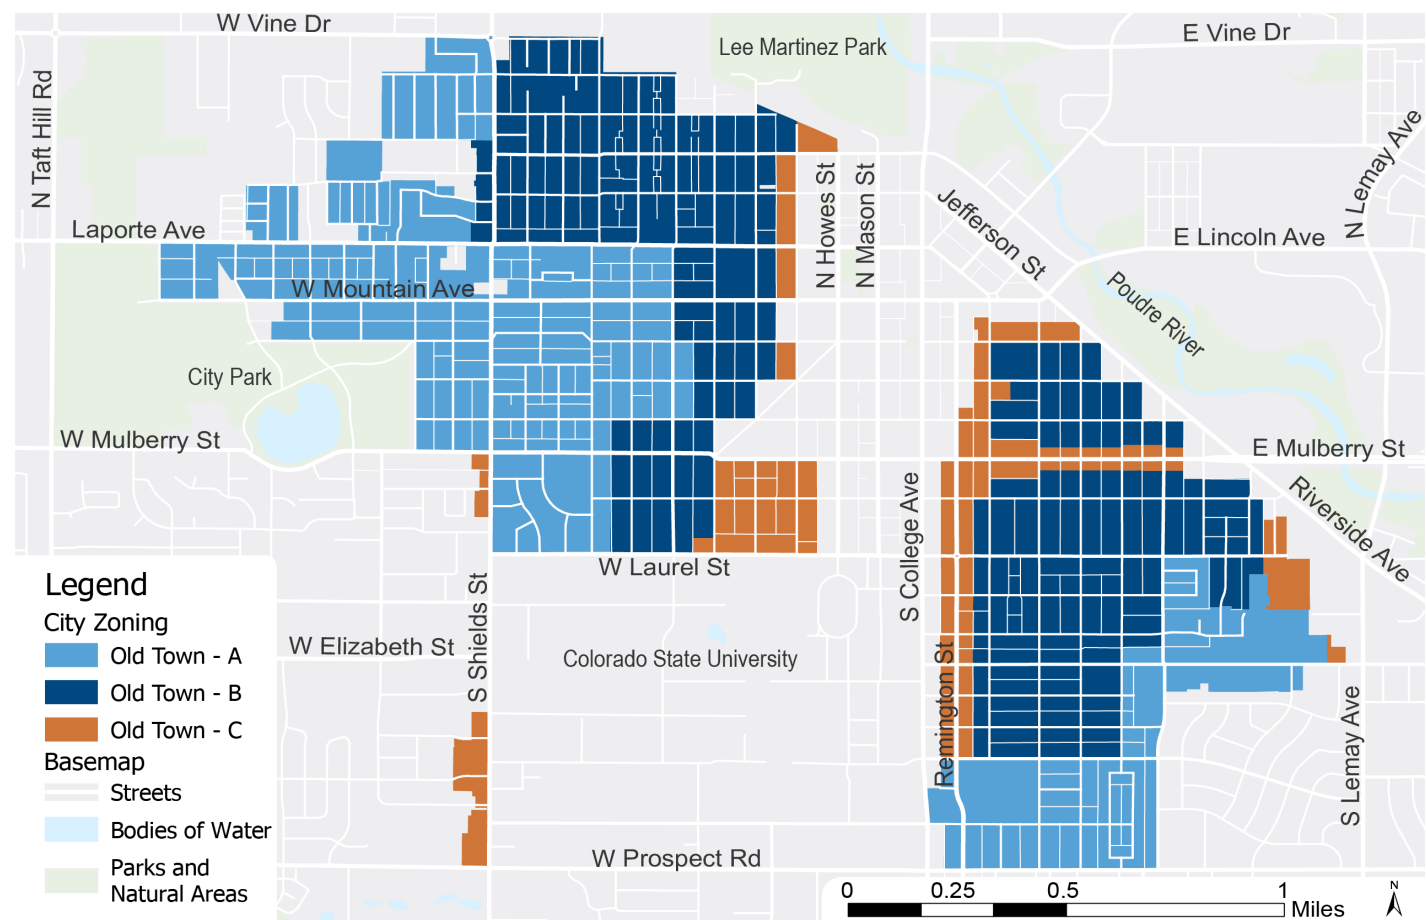 W Vine Dr
Lee Martinez Park
E Vine Dr
N Taft Hill Rd
N Lemay Ave
N Howes St
N Mason St
Jefferson St
Laporte Ave
E Lincoln Ave
W Mountain Ave
Poudre River
City Park
W Mulberry St
E Mulberry St
S College Ave
Riverside Ave
W Laurel St
S Shields St
W Elizabeth St
Colorado State University
Remington St
S Lemay Ave
W Prospect Rd
Legend
City Zoning
Old Town - A
Old Town - B
Old Town - C
Basemap
Streets
Bodies of Water
Parks and
Natural Areas
0 0.25 0.5 1
Miles
N